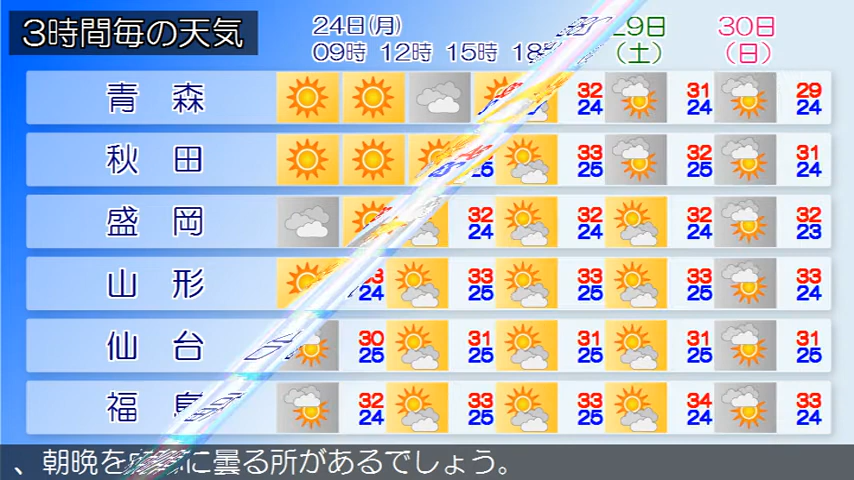 3時間毎の天気
24日(月)
09時 12時 15時
30日
(土) (日)
青森 32 31 29
24 24 24
秋田 33 32 31
25 25 24
盛岡 32 32 32 32
24 24 24 23
山形 33 33 33 33
24 25 25 25 24
仙台 30 31 31 31 31
25 25 25 25 25
福島 32 33 33 34 33
24 25 25 24 24
、朝晩を に曇る所があるでしょう。